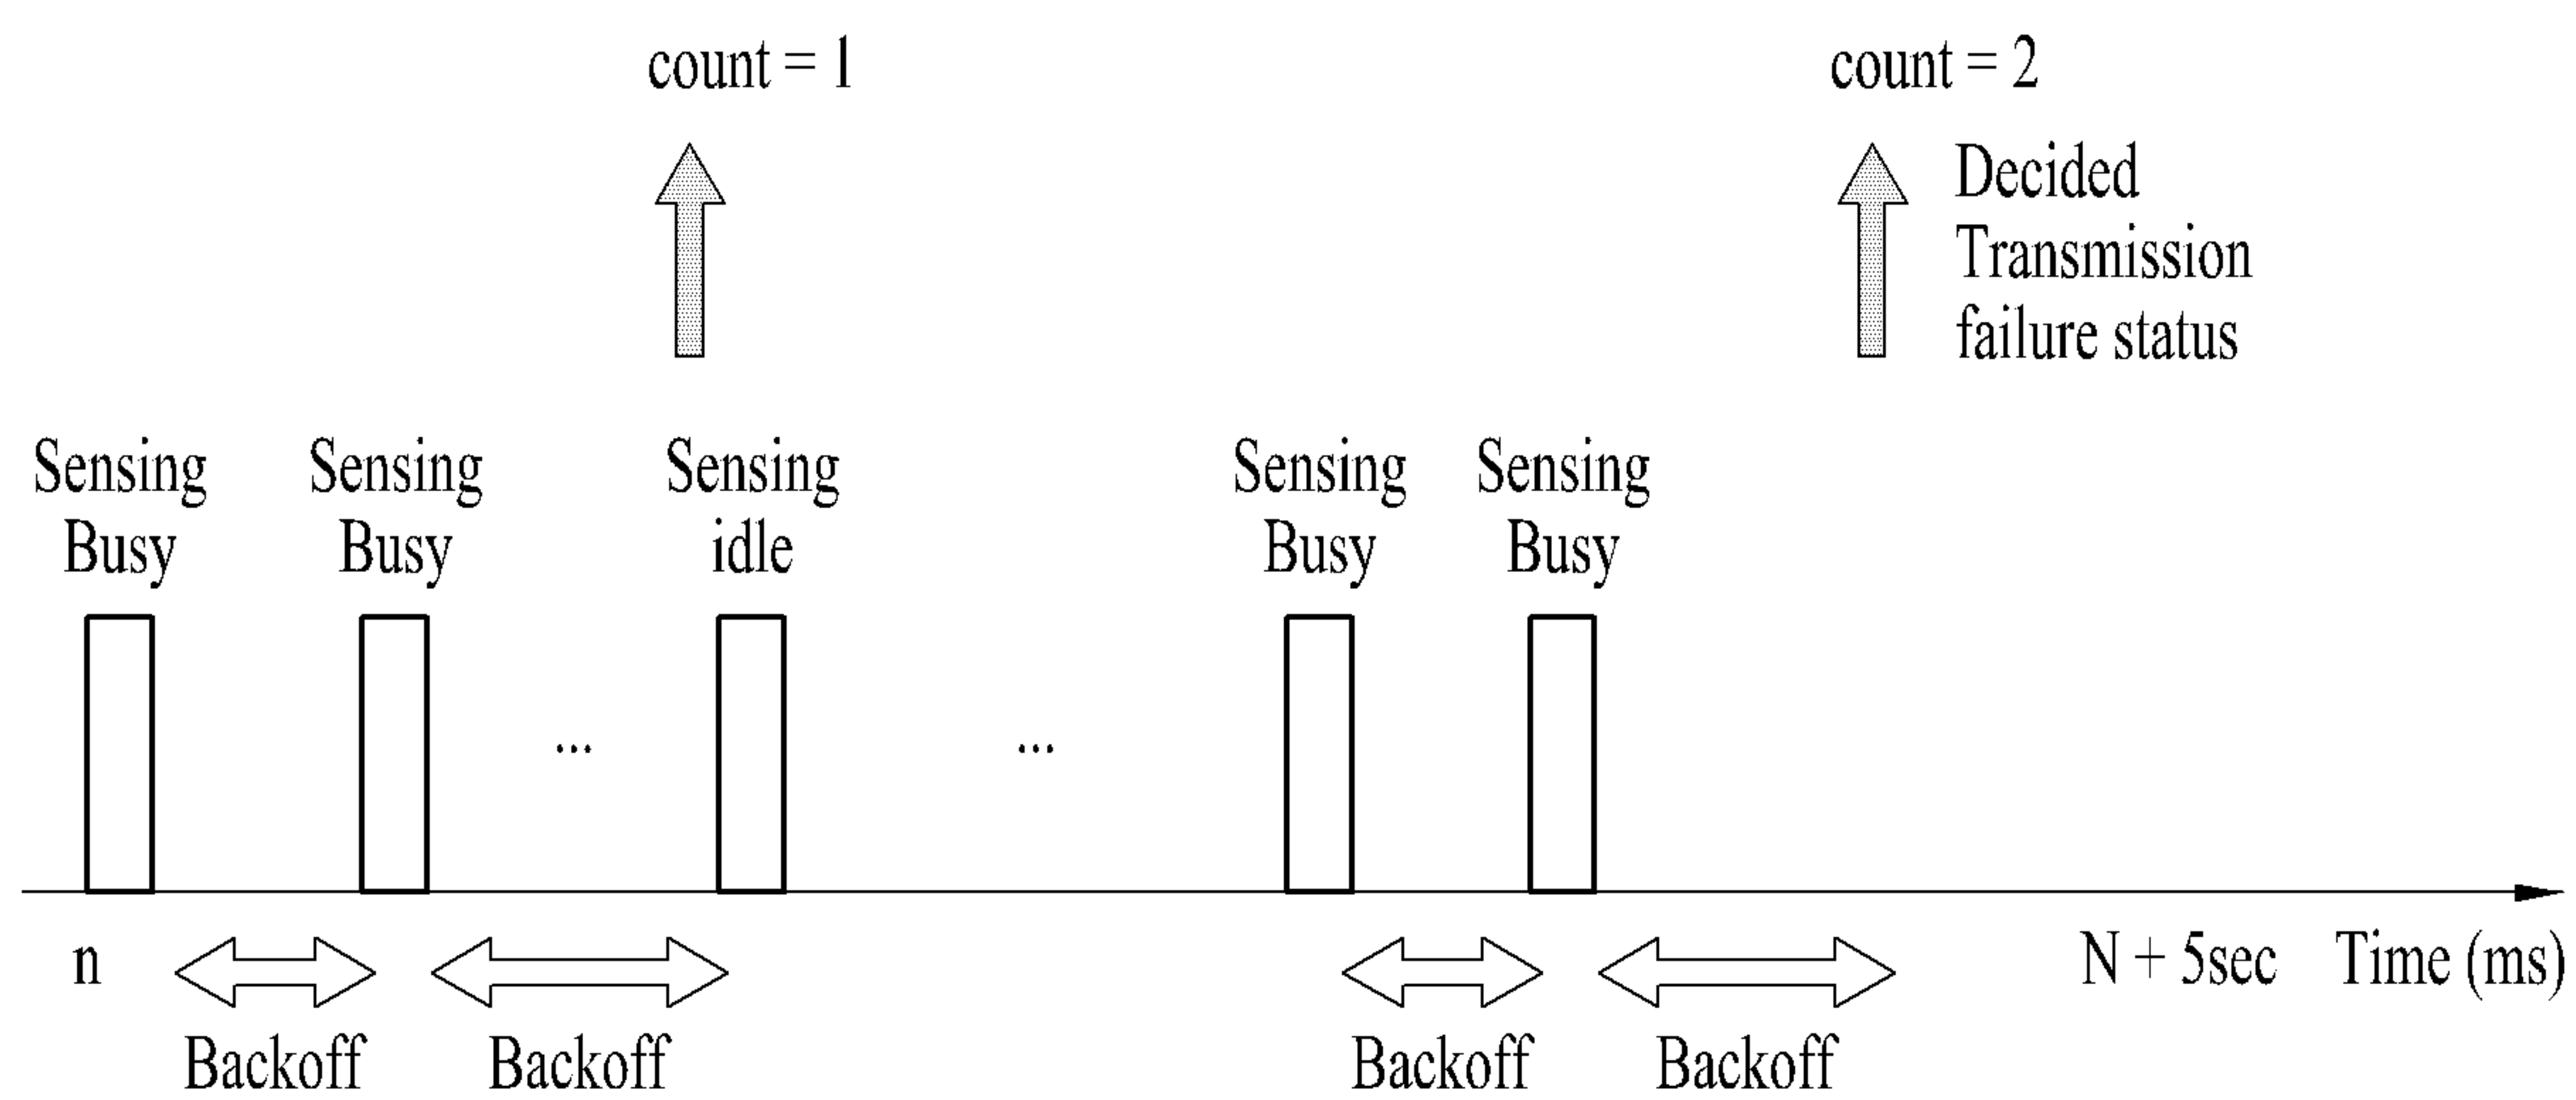 count = 1
count = 2
Decided
Transmission
failure status
Sensing
Busy
Sensing
Busy
Sensing
idle
Sensing
Busy
Sensing
Busy
...
...
n
N + 5sec
Time (ms)
Backoff
Backoff
Backoff
Backoff